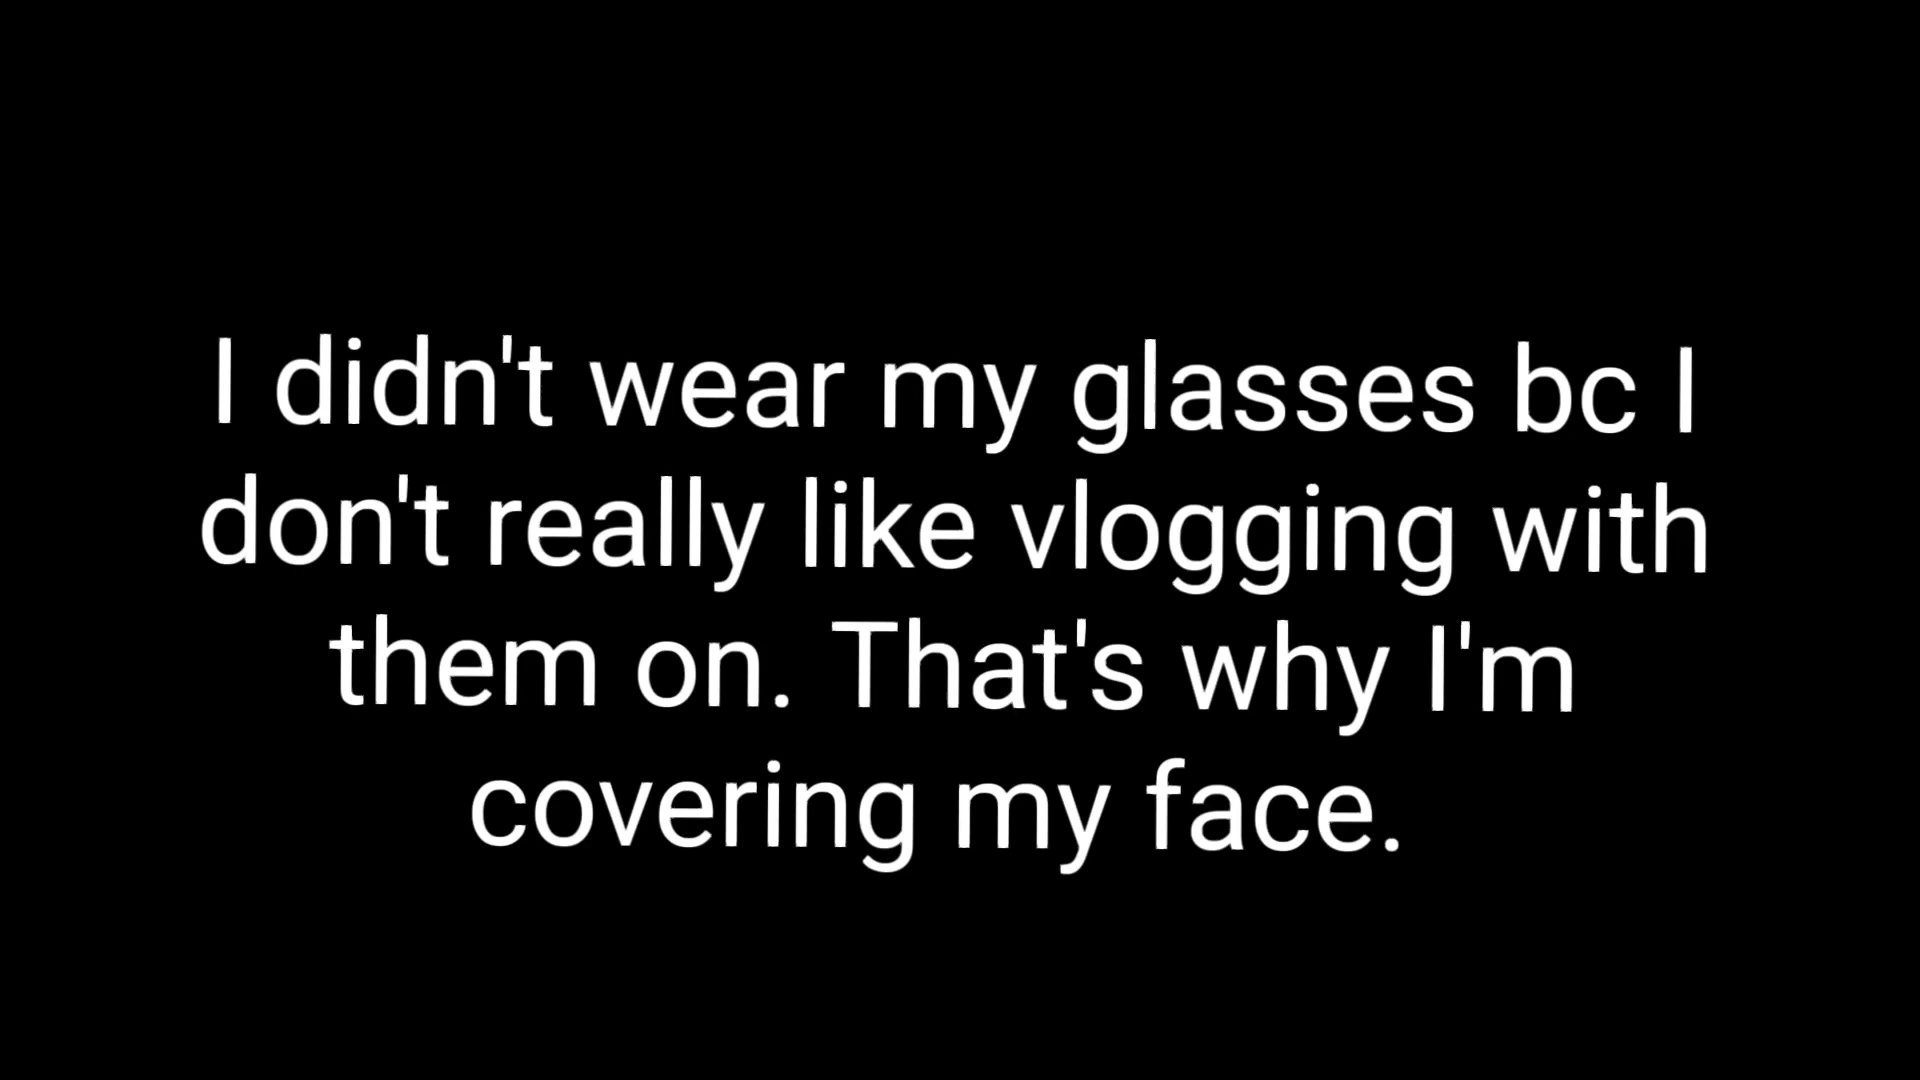 I didn't wear my glasses bc I
don't really like vlogging with
them on. That's why I'm
covering my face.